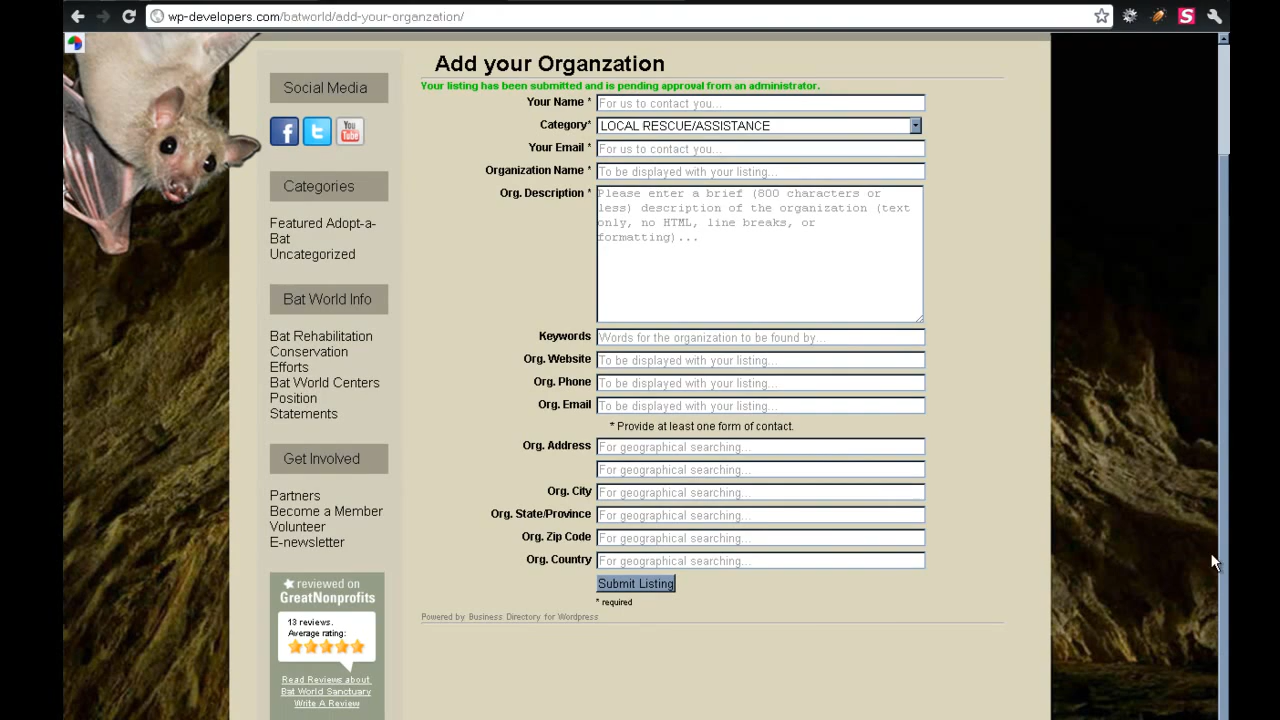 wp-developers.com/batworld/add-your-organzation/
S
Social Media
f
t
You
Tube
Categories
Featured Adopt-a-
Bat
Uncategorized
Bat World Info
Bat Rehabilitation
Conservation
Efforts
Bat World Centers
Position
Statements
Get Involved
Partners
Become a Member
Volunteer
E-newsletter
reviewed on
GreatNonprofits
13 reviews.
Average rating:
Read Reviews about
Bat World Sanctuary
Write A Review
Add your Organzation
Your listing has been submitted and is pending approval from an administrator.
Your Name * For us to contact you...
Category* LOCAL RESCUE/ASSISTANCE
Your Email * For us to contact you...
Organization Name * To be displayed with your listing...
Org. Description * Please enter a brief (800 characters or
less) description of the organization (text
only, no HTML, line breaks, or
formatting)...
Keywords Words for the organization to be found by...
Org. Website To be displayed with your listing...
Org. Phone To be displayed with your listing...
Org. Email To be displayed with your listing...
* Provide at least one form of contact.
Org. Address For geographical searching...
For geographical searching...
Org. City For geographical searching...
Org. State/Province For geographical searching...
Org. Zip Code For geographical searching...
Org. Country For geographical searching...
Submit Listing
* required
Powered by Business Directory for Wordpress